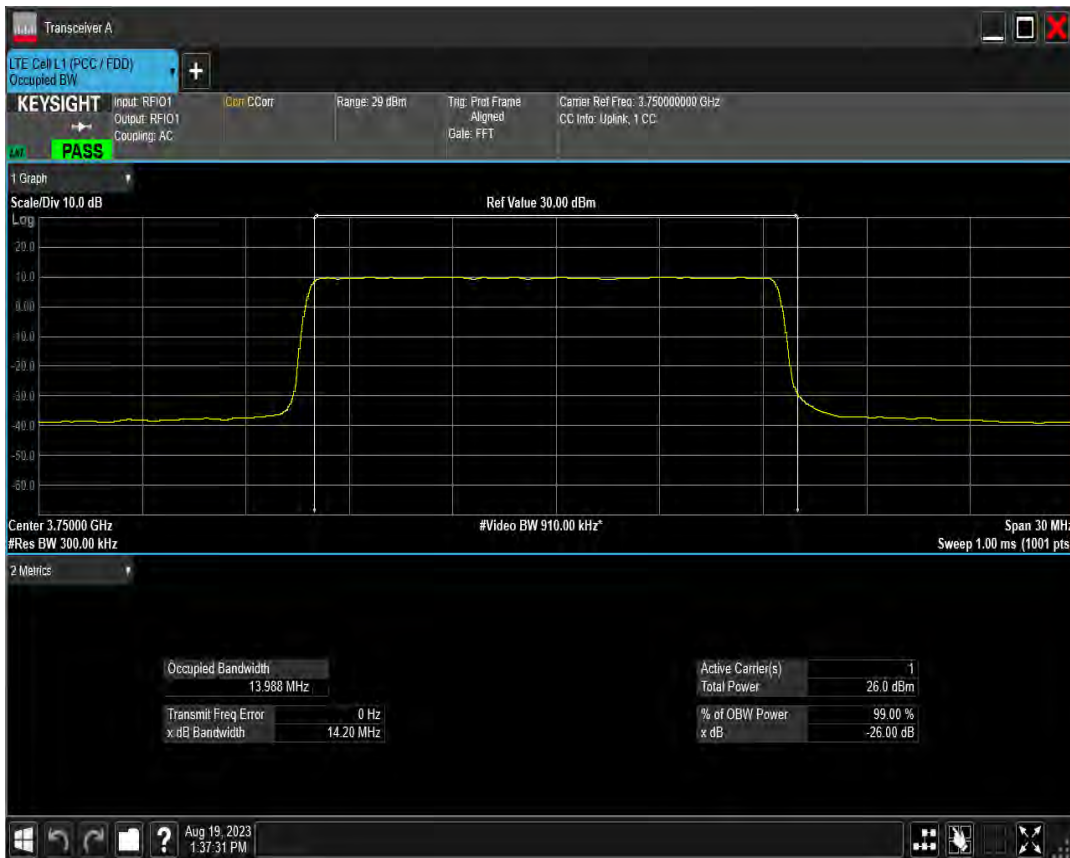 Transceiver A
LTE Cell L1 (PCC / FDD)
Occupied BW
+
KEYSIGHT
Input: RFIO1
Output: RFIO1
Coupling: AC
Corr CCorr
Range: 29 dBm
Trig: Prot Frame
Aligned
Gate: FFT
Carrier Ref Freq: 3.750000000 GHz
CC Info: Uplink, 1 CC
PASS
1 Graph
Scale/Div 10.0 dB
Ref Value 30.00 dBm
Log
20.0
10.0
0.00
-10.0
-20.0
-30.0
-40.0
-50.0
-60.0
Center 3.75000 GHz
#Video BW 910.00 kHz*
Span 30 MHz
#Res BW 300.00 kHz
Sweep 1.00 ms (1001 pts
2 Metrics
Occupied Bandwidth
13.988 MHz
Transmit Freq Error 0 Hz
x dB Bandwidth 14.20 MHz
Active Carrier(s) 1
Total Power 26.0 dBm
% of OBW Power 99.00 %
x dB -26.00 dB
?
Aug 19, 2023
1:37:31 PM